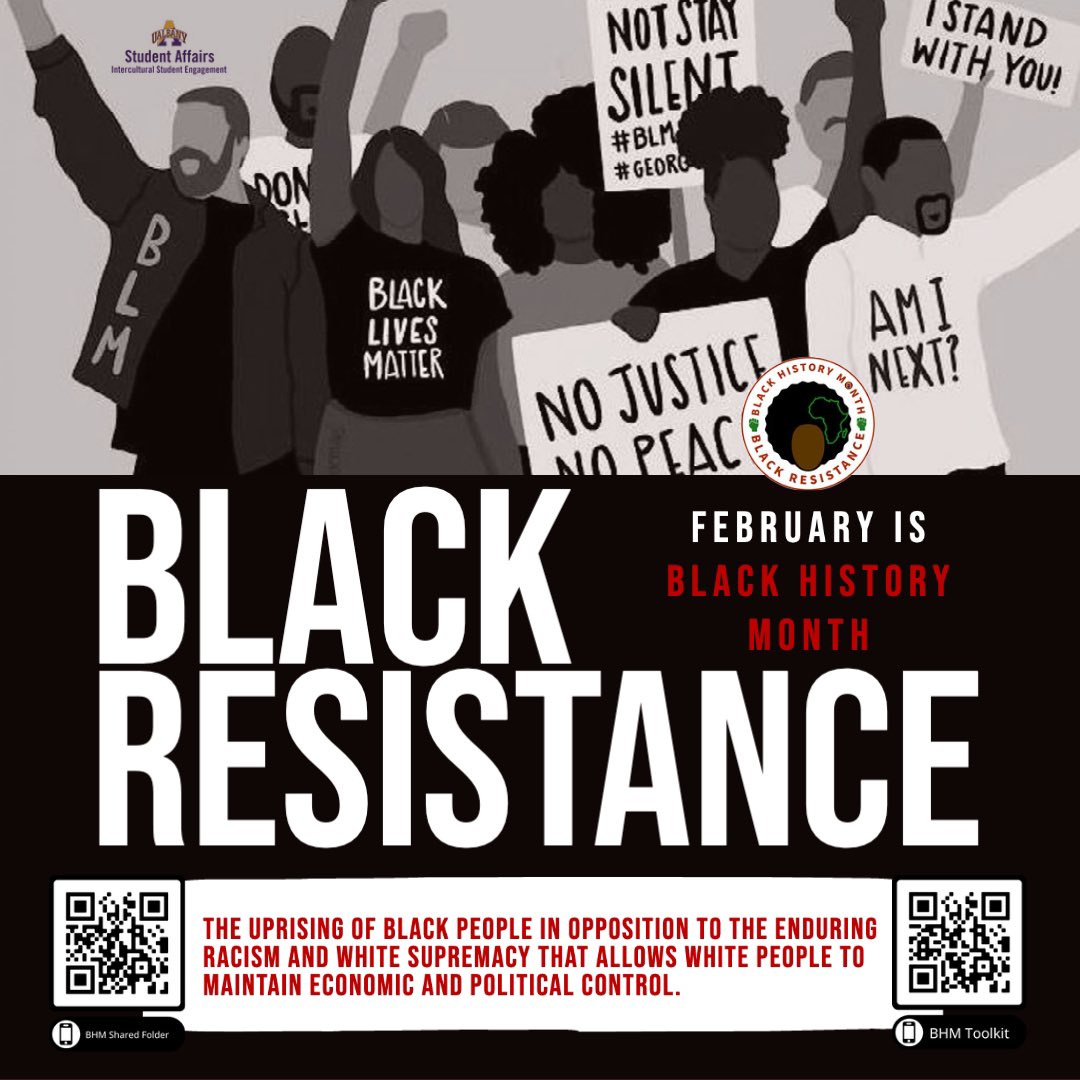 UALBANY
Student Affairs
Intercultural Student Engagement
NOT STAY
SILENT
#BLM
#GEORG
I STAND
WITH YOU!
DON
BLM
BLACK
LIVES
MATTER
NO JUSTICE
NO PEAC
AM I
NEXT?
BLACK HISTORY MONTH
BLACK RESISTANCE
BLACK
RESISTANCE
FEBRUARY IS
BLACK HISTORY
MONTH
THE UPRISING OF BLACK PEOPLE IN OPPOSITION TO THE ENDURING
RACISM AND WHITE SUPREMACY THAT ALLOWS WHITE PEOPLE TO
MAINTAIN ECONOMIC AND POLITICAL CONTROL.
BHM Shared Folder
BHM Toolkit